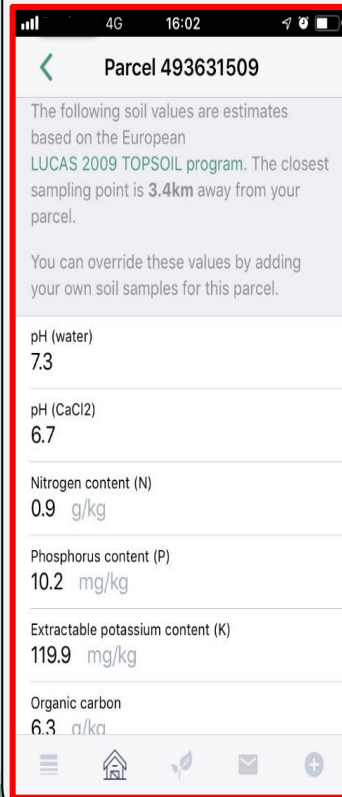 4G 16:02
Parcel 493631509
The following soil values are estimates
based on the European
LUCAS 2009 TOPSOIL program. The closest
sampling point is 3.4km away from your
parcel.
You can override these values by adding
your own soil samples for this parcel.
pH (water)
7.3
pH (CaCl2)
6.7
Nitrogen content (N)
0.9 g/kg
Phosphorus content (P)
10.2 mg/kg
Extractable potassium content (K)
119.9 mg/kg
Organic carbon
6.3 g/kg